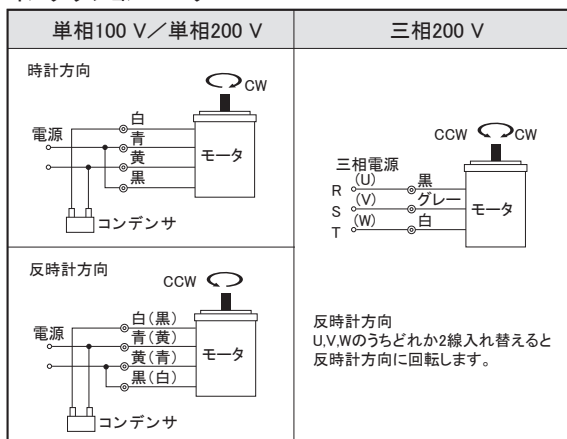 単相100 V/単相200 V
三相200 V
時計方向
CW
白
電源
青
黄
黒
モータ
コンデンサ
CCW
CW
三相電源
R (U) 黒
S (V) グレー
T (W) 白
モータ
反時計方向
CCW
白(黒)
電源
青(黄)
黄(青)
黒(白)
モータ
コンデンサ
反時計方向
U,V,Wのうちどれか2線入れ替えると
反時計方向に回転します。